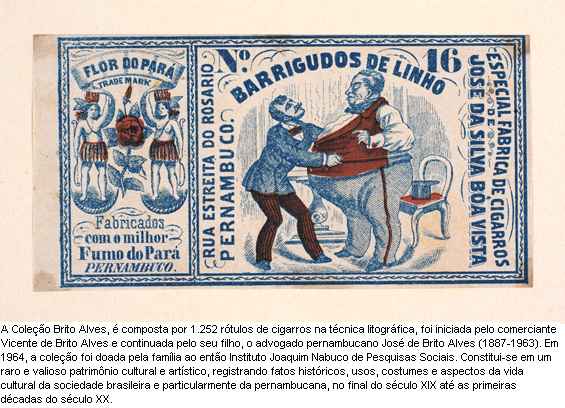 FLOR DO PARÁ
TRADE MARK
Fabricados
com o milhor
Fumo do Pará
PERNAMBUCO.
RUA ESTREITA DO ROSARIO
PERNAMBUCO.
Nº 16
BARRIGUDOS DE LINHO
ESPECIAL FABRICA DE CIGARROS
DE
JOSÉ DA SILVA BÔA VISTA
A Coleção Brito Alves, é composta por 1.252 rótulos de cigarros na técnica litográfica, foi iniciada pelo comerciante
Vicente de Brito Alves e continuada pelo seu filho, o advogado pernambucano José de Brito Alves (1887-1963). Em
1964, a coleção foi doada pela família ao então Instituto Joaquim Nabuco de Pesquisas Sociais. Constitui-se em um
raro e valioso patrimônio cultural e artístico, registrando fatos históricos, usos, costumes e aspectos da vida
cultural da sociedade brasileira e particularmente da pernambucana, no final do século XIX até as primeiras
décadas do século XX.